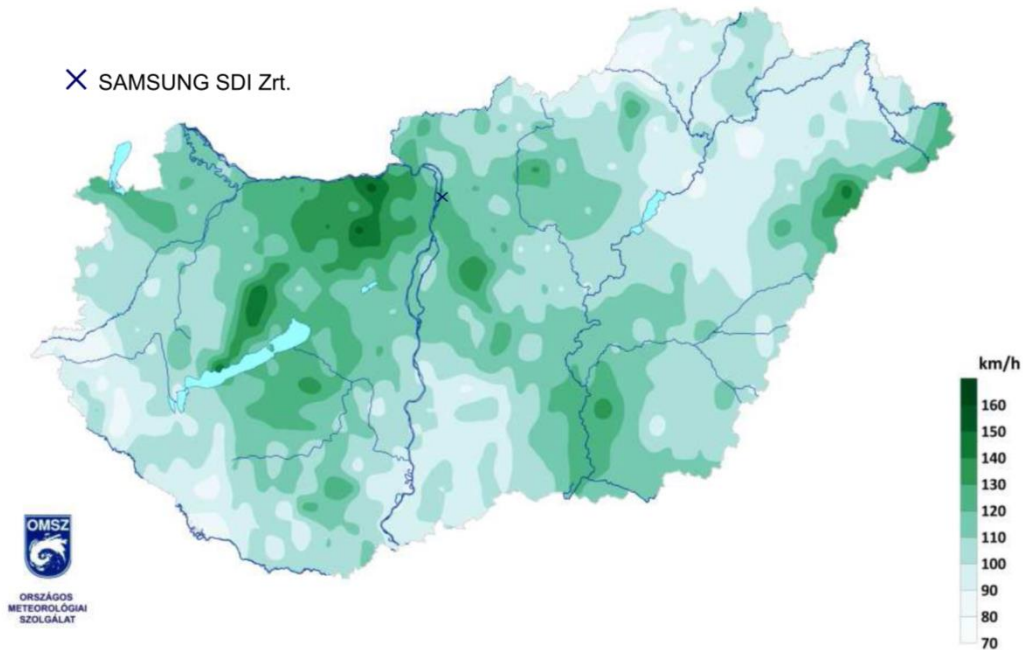 SAMSUNG SDI Zrt.
km/h
160
150
140
130
120
110
100
90
80
70
OMSZ
ORSZÁGOS
METEOROLÓGIAI
SZOLGÁLAT